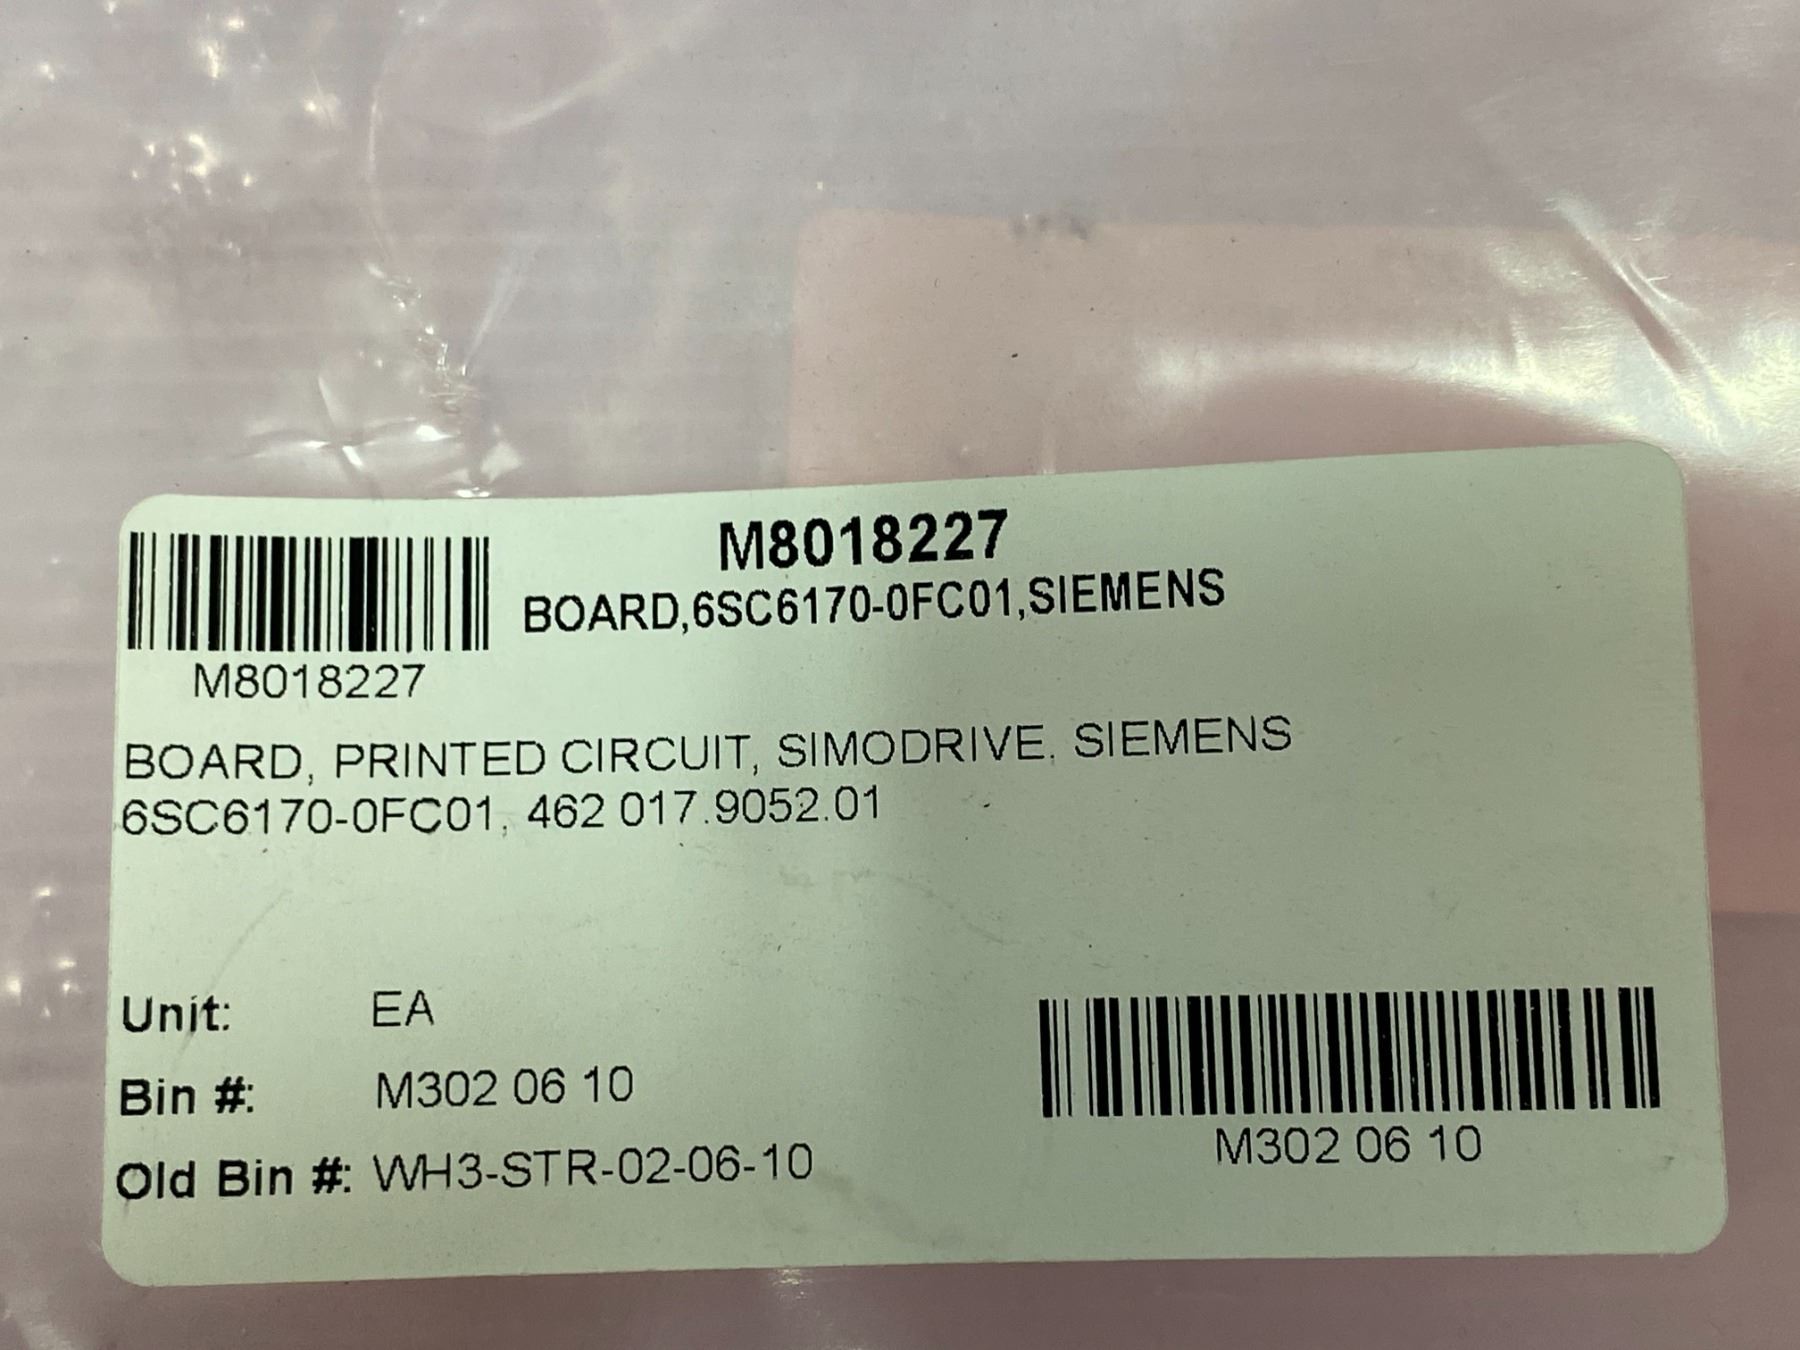 M8018227
BOARD,6SC6170-0FC01,SIEMENS
M8018227
BOARD, PRINTED CIRCUIT, SIMODRIVE. SIEMENS
6SC6170-0FC01, 462 017.9052.01
Unit: EA
Bin #: M302 06 10
Old Bin #: WH3-STR-02-06-10
M302 06 10